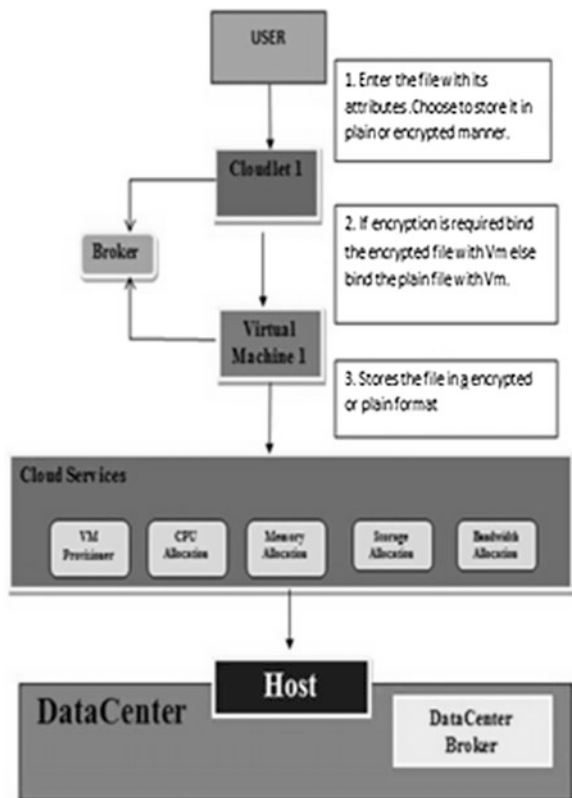 USER
1. Enter the file with its
attributes .Choose to store it in
plain or encrypted manner.
Cloudlet 1
2. If encryption is required bind
the encrypted file with Vm else
bind the plain file with Vm.
Broker
Virtual
Machine 1
3. Stores the file in g encrypted
or plain format
Cloud Services
VM
Provisioner
CPU
Allocation
Memory
Allocation
Storage
Allocation
Bandwidth
Allocation
Host
DataCenter
DataCenter
Broker